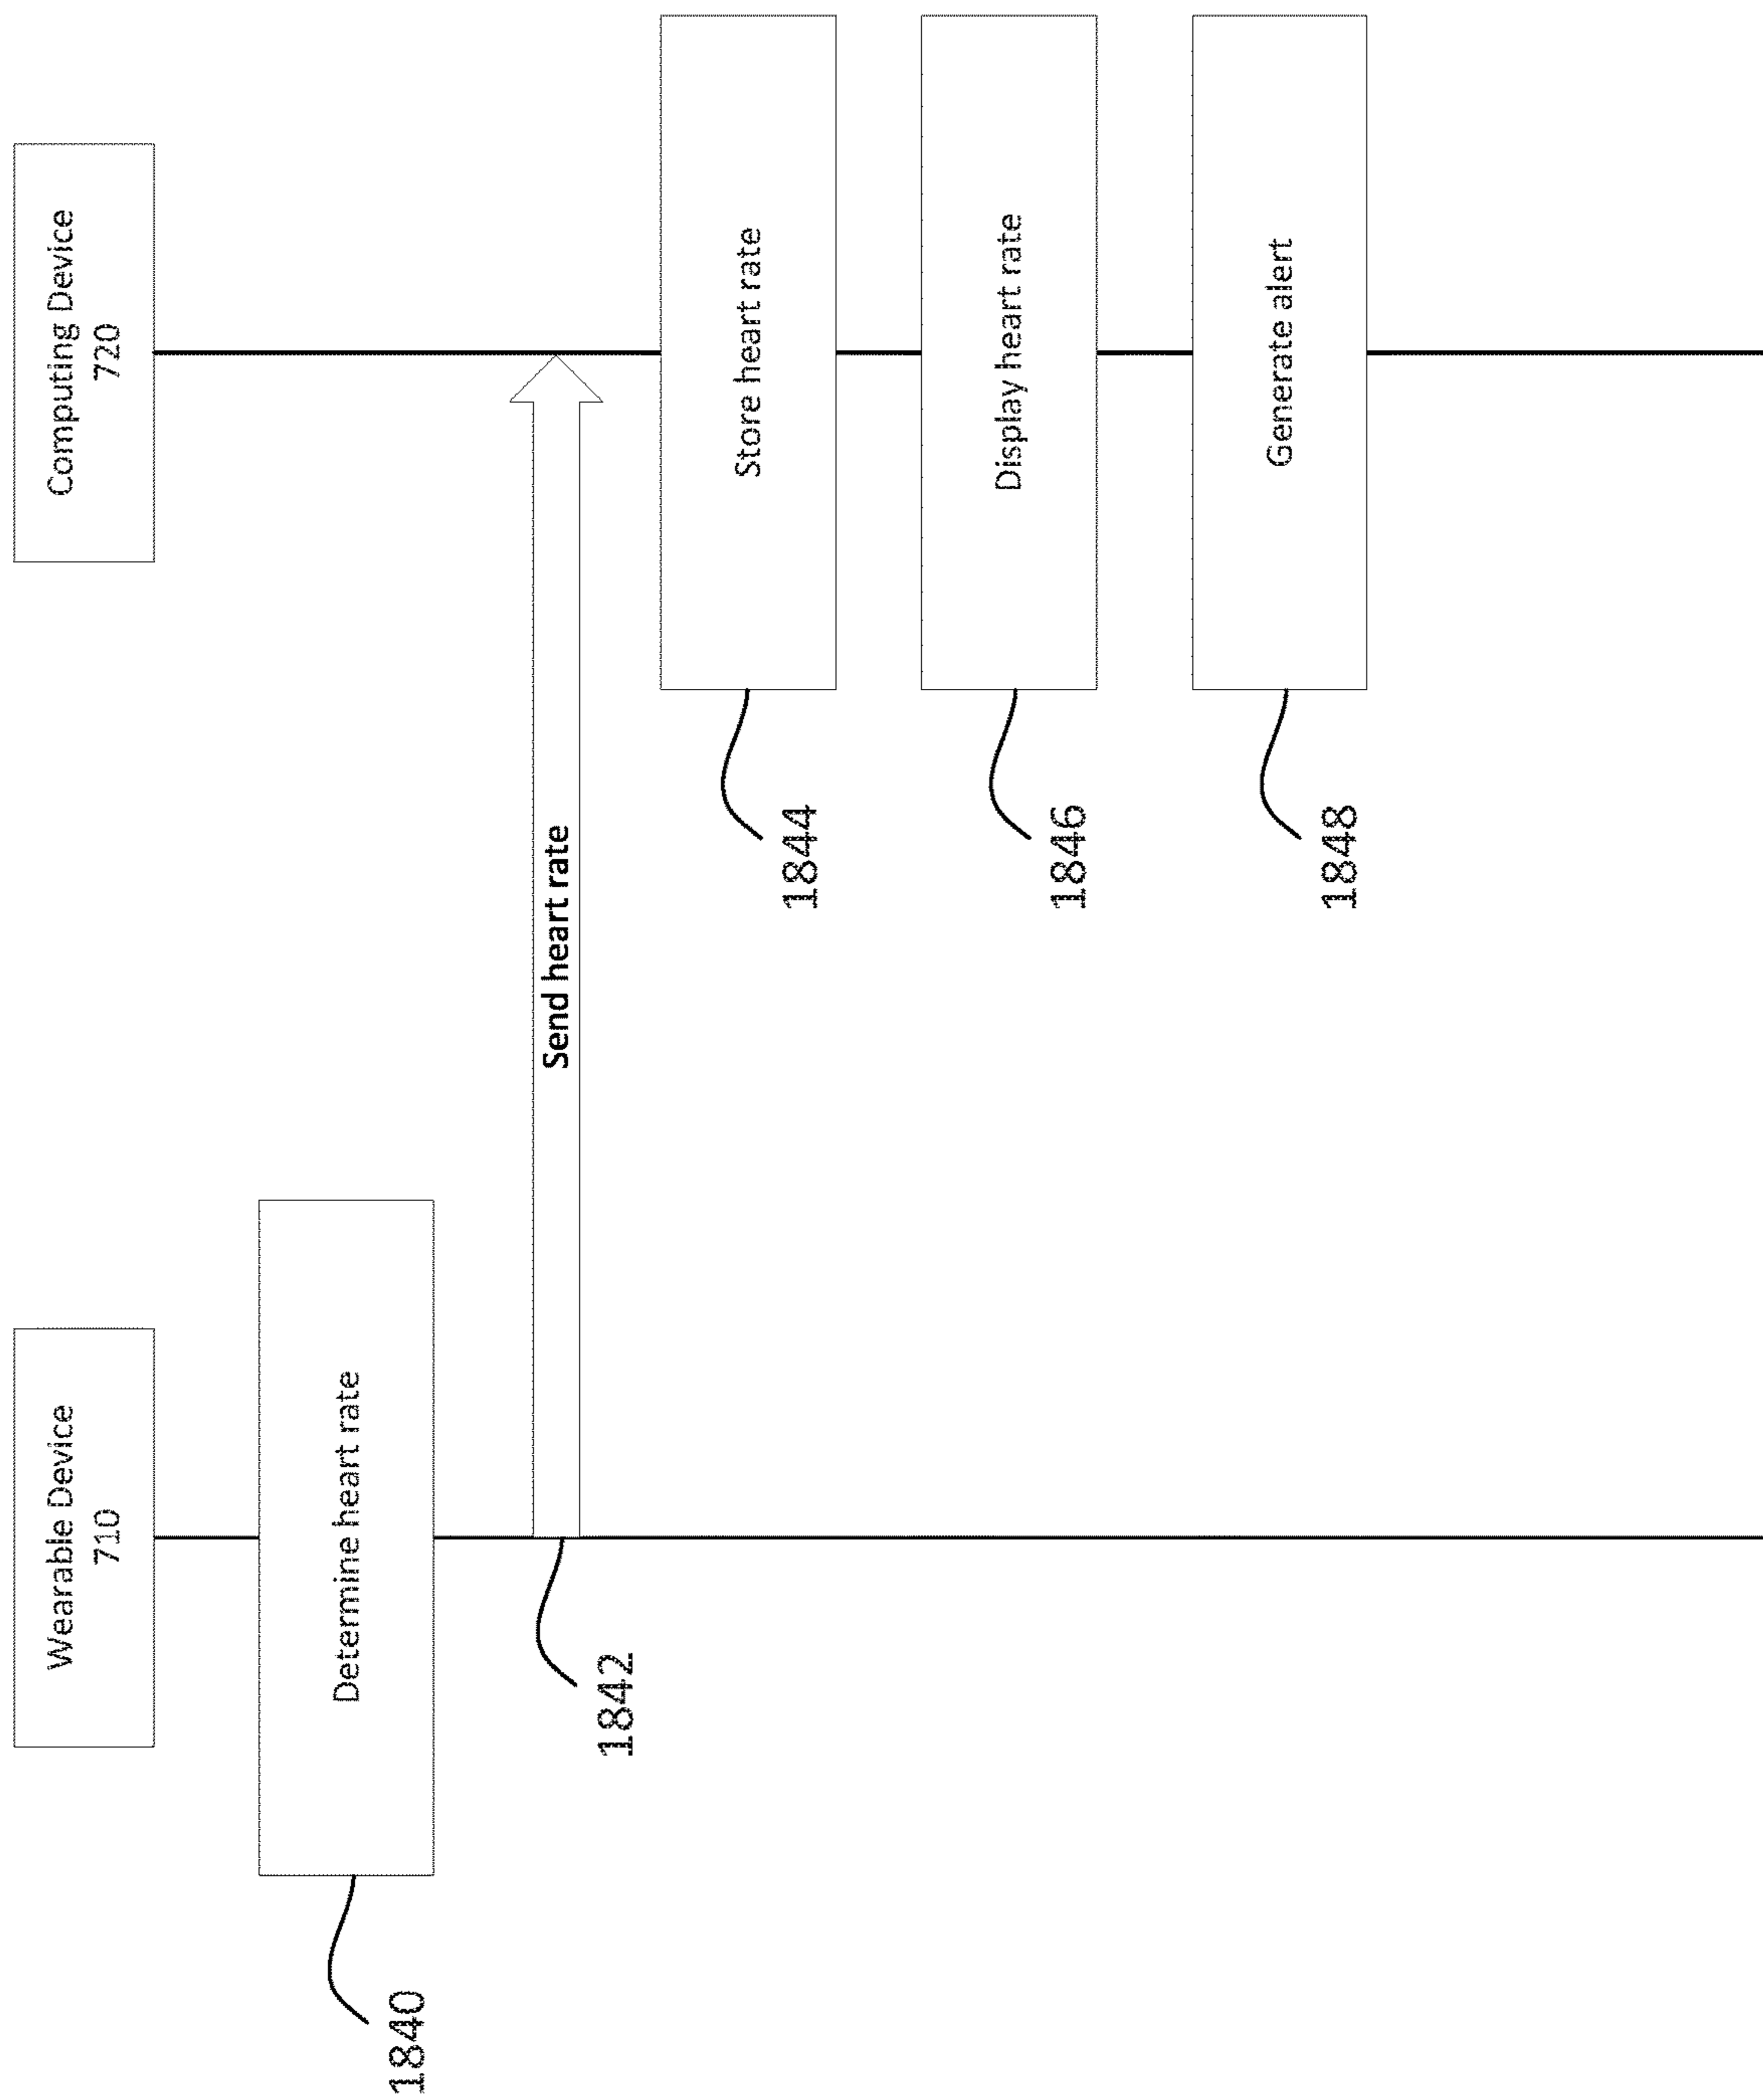 Wearable Device
710
Computing Device
720
1840
Determine heart rate
1842
Send heart rate
1844
Store heart rate
1846
Display heart rate
1848
Generate alert